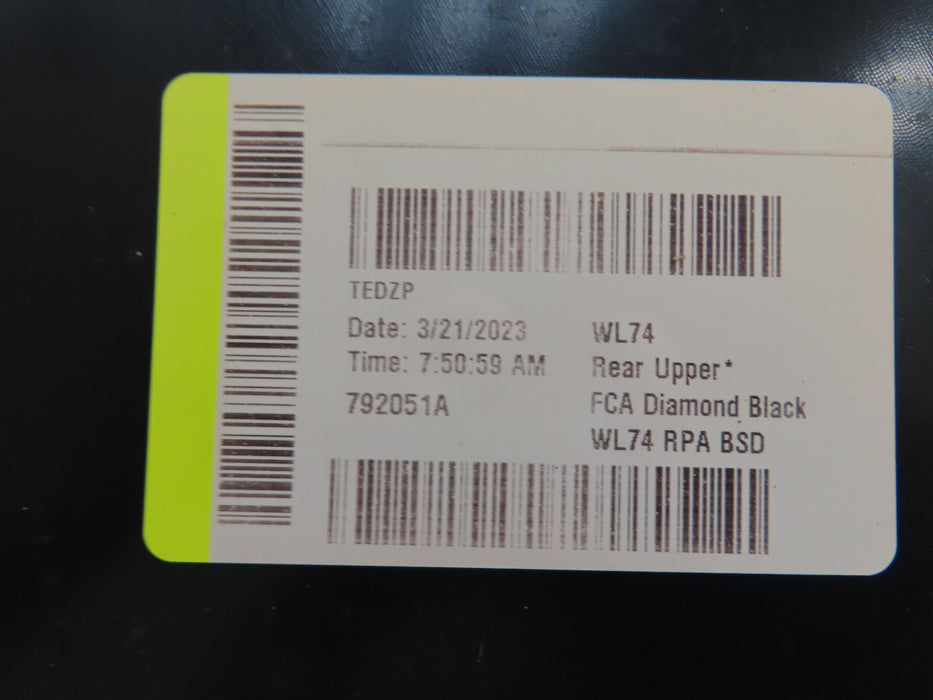 TEDZP
Date: 3/21/2023
Time: 7:50:59 AM
792051A
WL74
Rear Upper*
FCA Diamond Black
WL74 RPA BSD